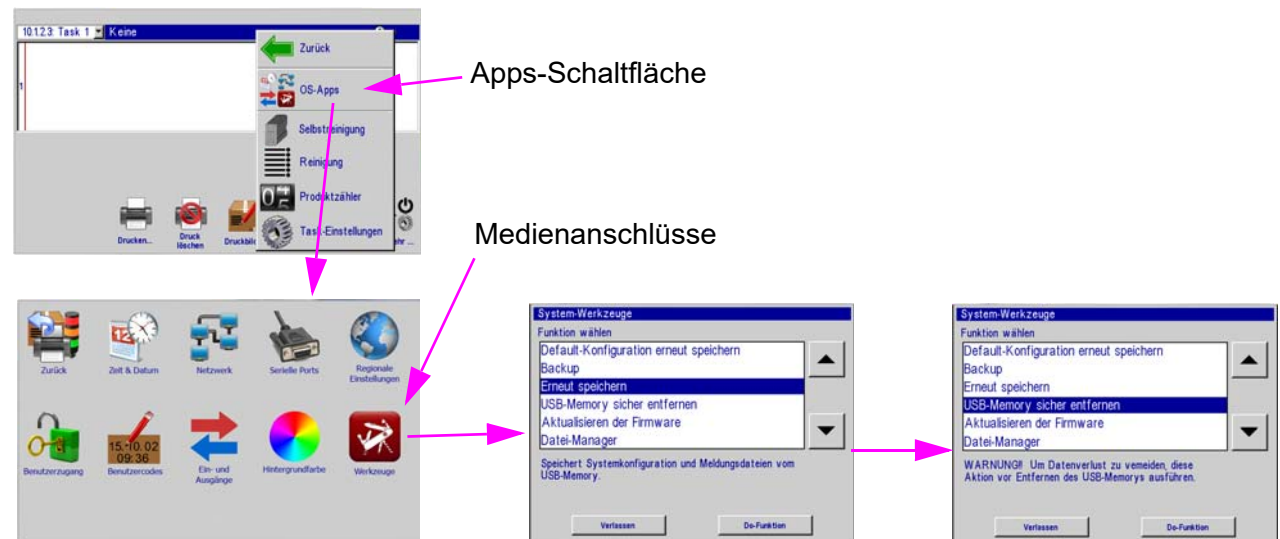 10.1.2.3: Task 1 Keine
Zurück
OS-Apps
Apps-Schaltfläche
1
Selbstreinigung
Reinigung
Produktzähler
Task-Einstellungen
Drucken...
Druck
löschen
Medienanschlüsse
Zurück
Zeit & Datum
Netzwerk
Serielle Ports
Regionale
Einstellungen
15.10.02
09:36
Benutzerzugang
Benutzercodes
Ein- und
Ausgänge
Hintergrundfarbe
Werkzeuge
System-Werkzeuge
Funktion wählen
Default-Konfiguration erneut speichern
Backup
Erneut speichern
USB-Memory sicher entfernen
Aktualisieren der Firmware
Datei-Manager
Speichert Systemkonfiguration und Meldungsdateien vom
USB-Memory.
Verlassen
Do-Funktion
System-Werkzeuge
Funktion wählen
Default-Konfiguration erneut speichern
Backup
Erneut speichern
USB-Memory sicher entfernen
Aktualisieren der Firmware
Datei-Manager
WARNUNG!! Um Datenverlust zu vemeiden, diese
Aktion vor Entfernen des USB-Memorys ausführen.
Verlassen
Do-Funktion